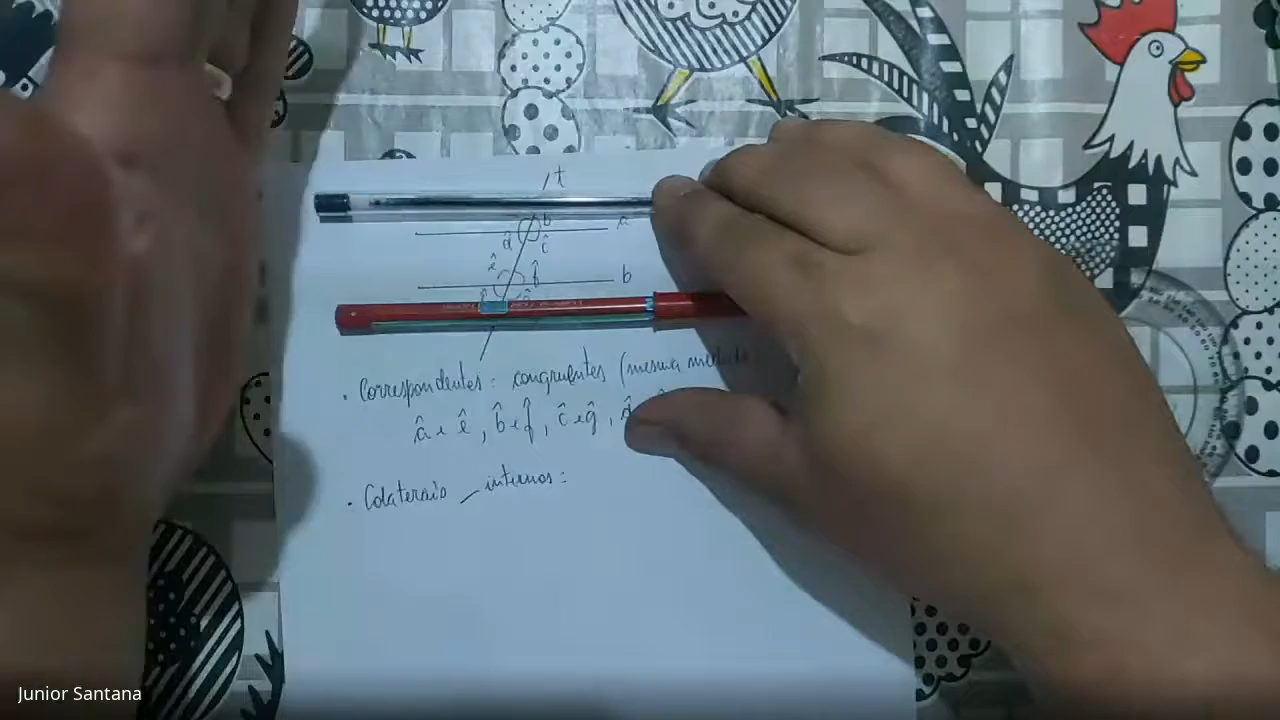 t
b a
d̂ ĉ
ê f̂ b
• Correspondentes: congruentes (mesma medida
â e ê, b̂ e f̂, ĉ e ĝ, d̂
• Colaterais internos:
Junior Santana